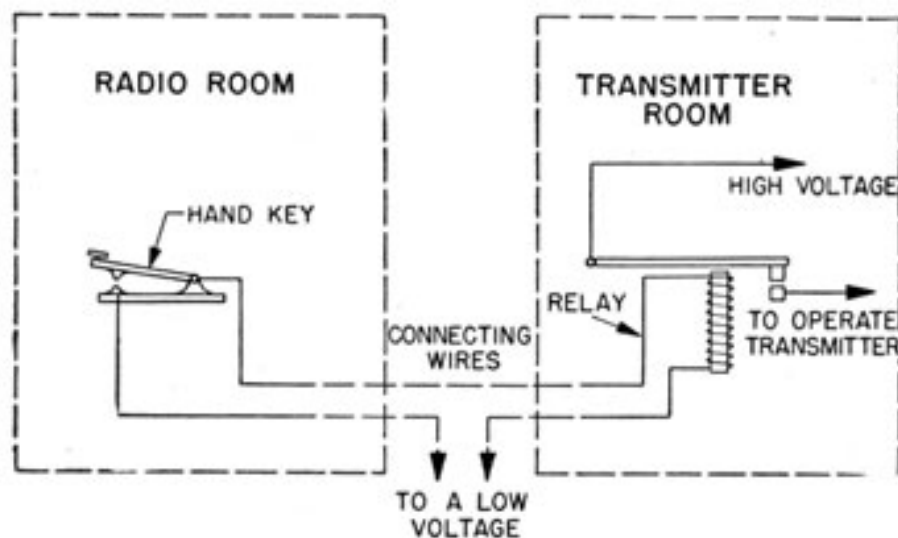 RADIO ROOM
HAND KEY
CONNECTING
WIRES
TO A LOW
VOLTAGE
TRANSMITTER
ROOM
HIGH VOLTAGE
RELAY
TO OPERATE
TRANSMITTER